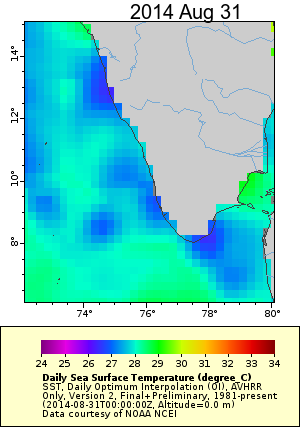 2014 Aug 31
14°
12°
10°
8°
74° 76° 78° 80°
24 25 26 27 28 29 30 31 32 33 34
Daily Sea Surface Temperature (degree_C)
SST, Daily Optimum Interpolation (OI), AVHRR
Only, Version 2, Final+Preliminary, 1981-present
(2014-08-31T00:00:00Z, Altitude=0.0 m)
Data courtesy of NOAA NCEI